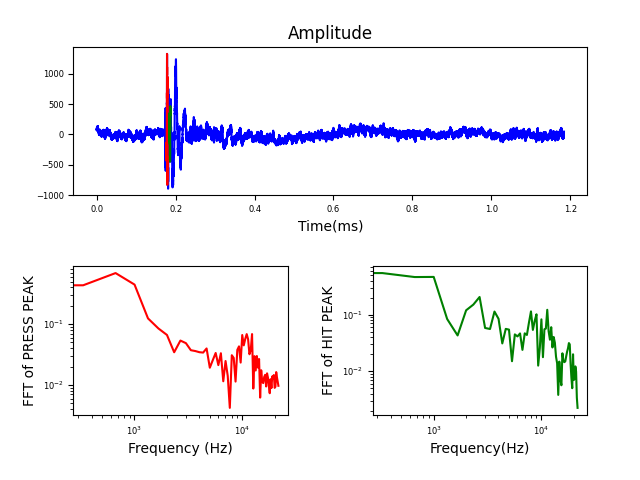 Amplitude
1000
500
0
−500
−1000
0.0 0.2 0.4 0.6 0.8 1.0 1.2
Time(ms)
FFT of PRESS PEAK
10⁻¹
10⁻²
10³ 10⁴
Frequency (Hz)
FFT of HIT PEAK
10⁻¹
10⁻²
10³ 10⁴
Frequency(Hz)